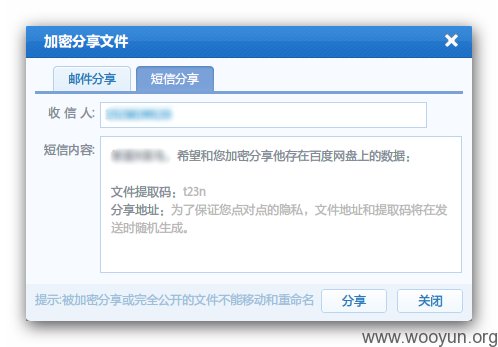 加密分享文件
邮件分享 短信分享
收 信 人:
短信内容:
希望和您加密分享他存在百度网盘上的数据;
文件提取码：t23n
分享地址：为了保证您点对点的隐私，文件地址和提取码将在发
送时随机生成。
提示:被加密分享或完全公开的文件不能移动和重命名 分享 关闭
www.wooyun.org